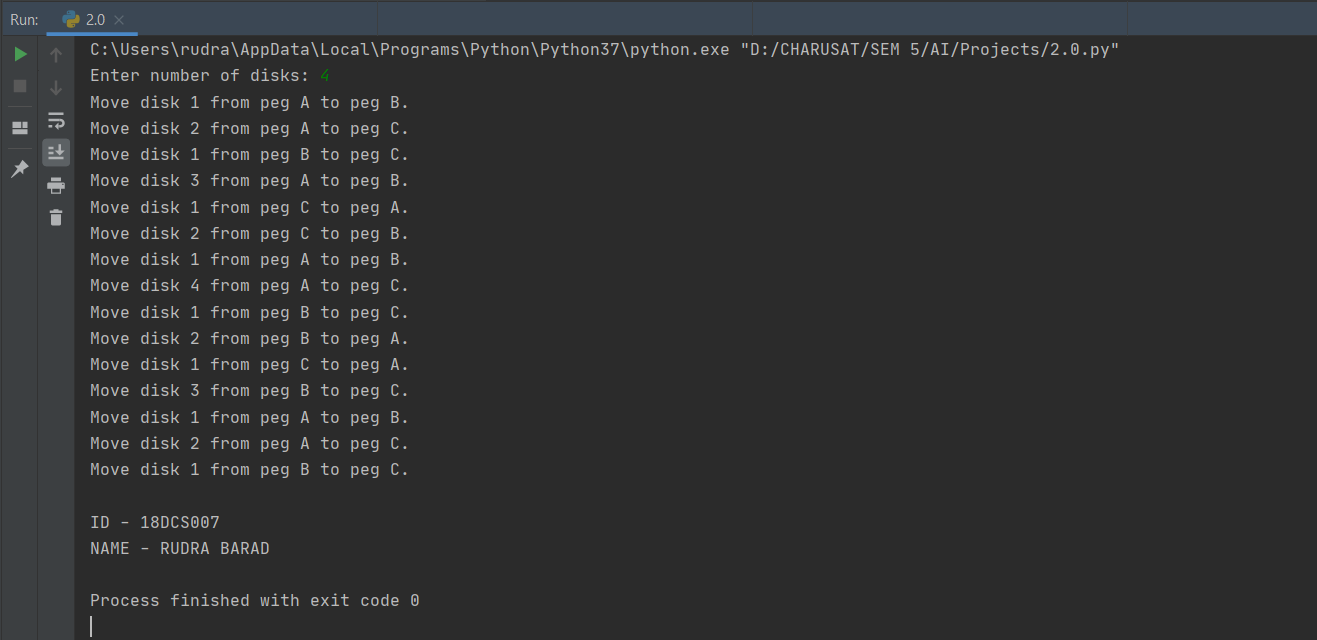 Run: 2.0
C:\Users\rudra\AppData\Local\Programs\Python\Python37\python.exe "D:/CHARUSAT/SEM 5/AI/Projects/2.0.py"
Enter number of disks: 4
Move disk 1 from peg A to peg B.
Move disk 2 from peg A to peg C.
Move disk 1 from peg B to peg C.
Move disk 3 from peg A to peg B.
Move disk 1 from peg C to peg A.
Move disk 2 from peg C to peg B.
Move disk 1 from peg A to peg B.
Move disk 4 from peg A to peg C.
Move disk 1 from peg B to peg C.
Move disk 2 from peg B to peg A.
Move disk 1 from peg C to peg A.
Move disk 3 from peg B to peg C.
Move disk 1 from peg A to peg B.
Move disk 2 from peg A to peg C.
Move disk 1 from peg B to peg C.
ID - 18DCS007
NAME - RUDRA BARAD
Process finished with exit code 0